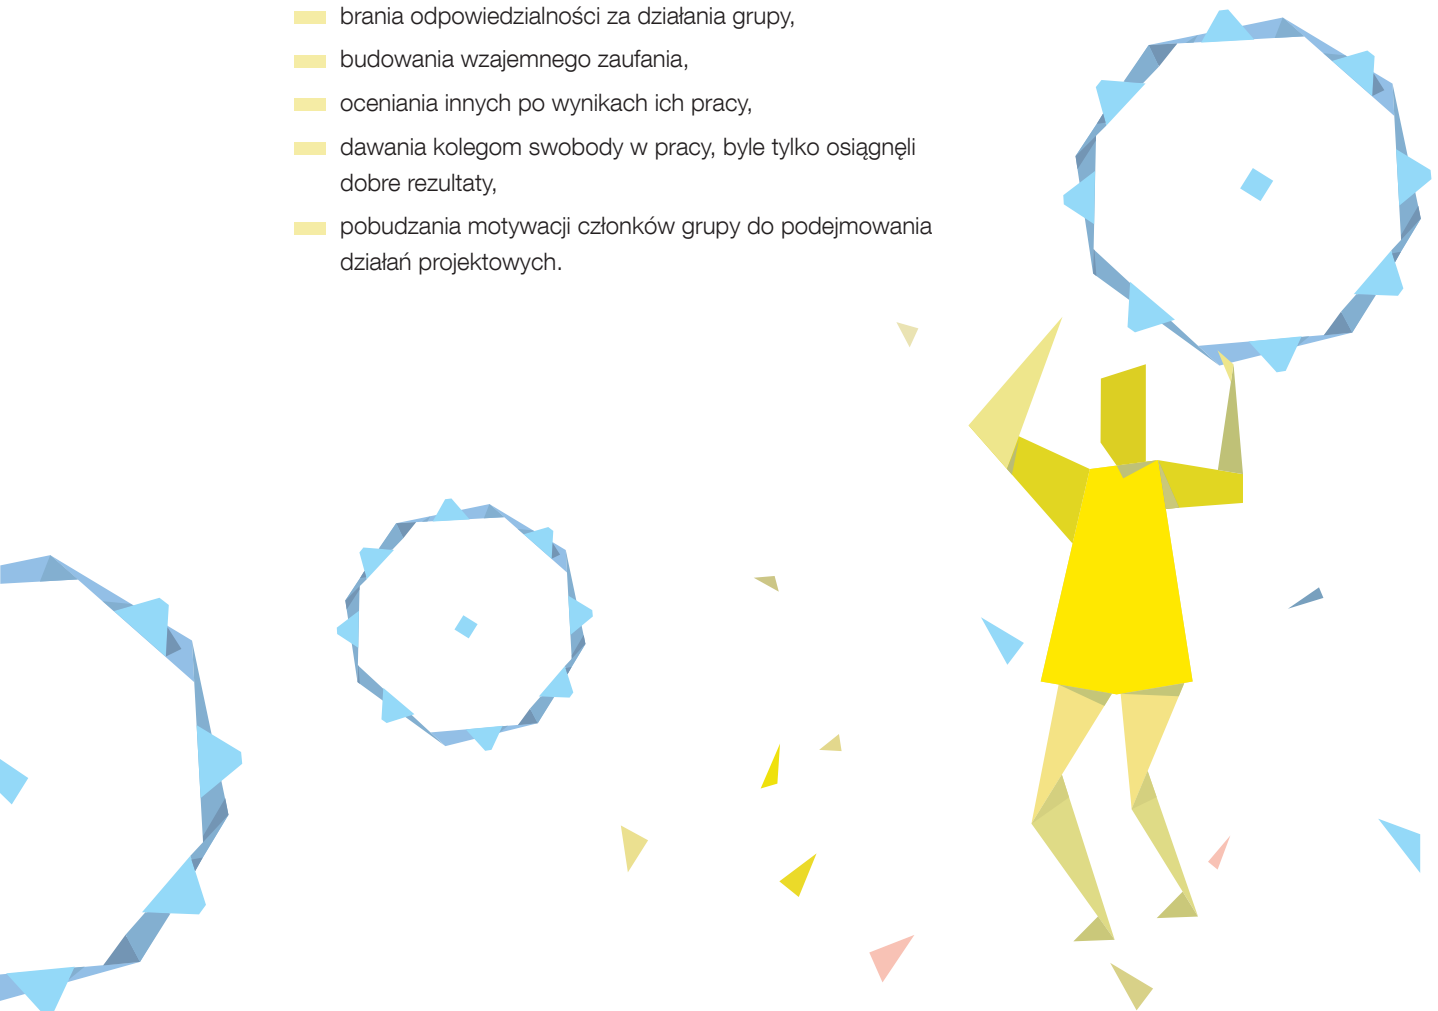 brania odpowiedzialności za działania grupy,
budowania wzajemnego zaufania,
oceniania innych po wynikach ich pracy,
dawania kolegom swobody w pracy, byle tylko osiągnęli
dobre rezultaty,
pobudzania motywacji członków grupy do podejmowania
działań projektowych.